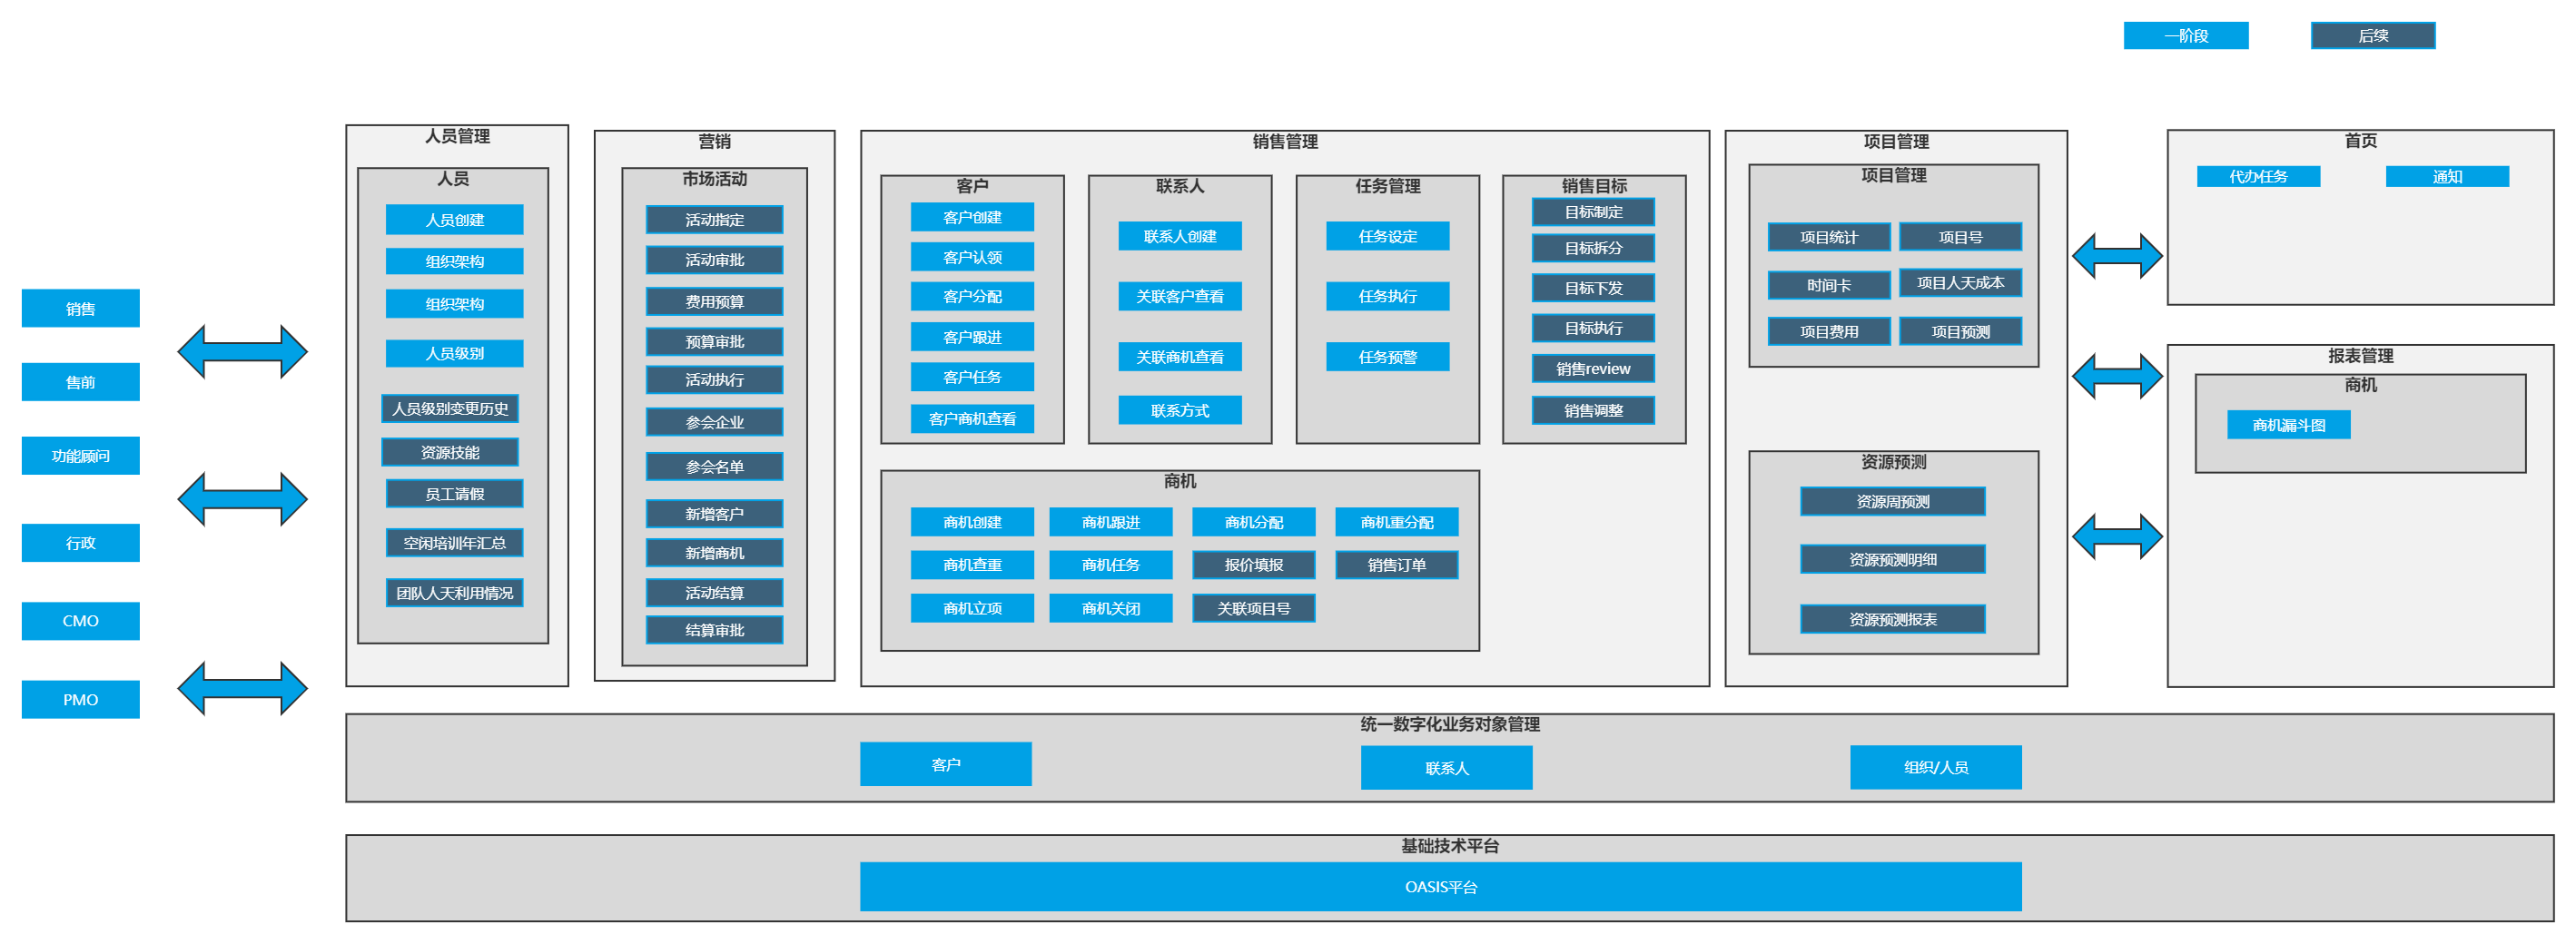 一阶段
后续
销售
售前
功能顾问
行政
CMO
PMO
人员管理
人员
人员创建
组织架构
组织架构
人员级别
人员级别变更历史
资源技能
员工请假
空闲培训年汇总
团队人天利用情况
营销
市场活动
活动指定
活动审批
费用预算
预算审批
活动执行
参会企业
参会名单
新增客户
新增商机
活动结算
结算审批
销售管理
客户
客户创建
客户认领
客户分配
客户跟进
客户任务
客户商机查看
联系人
联系人创建
关联客户查看
关联商机查看
联系方式
任务管理
任务设定
任务执行
任务预警
销售目标
目标制定
目标拆分
目标下发
目标执行
销售review
销售调整
商机
商机创建
商机跟进
商机分配
商机重分配
商机查重
商机任务
报价填报
销售订单
商机立项
商机关闭
关联项目号
项目管理
项目管理
项目统计
项目号
时间卡
项目人天成本
项目费用
项目预测
资源预测
资源周预测
资源预测明细
资源预测报表
首页
代办任务
通知
报表管理
商机
商机漏斗图
统一数字化业务对象管理
客户
联系人
组织/人员
基础技术平台
OASIS平台